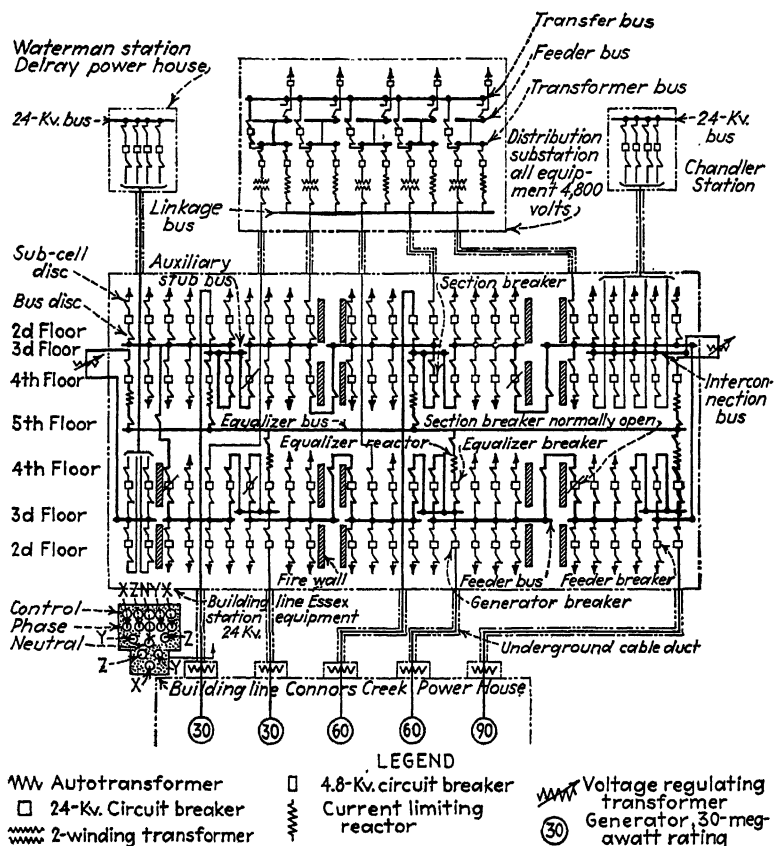 Transfer bus
Waterman station
Delray power house
Feeder bus
Transformer bus
24-Kv. bus
24-Kv.
bus
Distribution
substation
all equip-
ment 4,800
volts
Chandler
Station
Linkage
bus
Sub-cell
disc
Auxiliary
stub bus
Section breaker
Bus disc
2d Floor
3d Floor
4th Floor
Intercon-
nection
bus
5th Floor
Equalizer bus
Section breaker normally open
Equalizer reactor
Equalizer breaker
4th Floor
3d Floor
2d Floor
Fire wall
Feeder bus
Feeder breaker
XZNYX
Building line Essex
station equipment
24 Kv.
Generator breaker
Control
Phase
Neutral
Y
X
Z
Z
Y
X
Underground cable duct
Building line Connors Creek Power House
30
30
60
60
90
LEGEND
Autotransformer
4.8-Kv. circuit breaker
Voltage regulating
transformer
24-Kv. Circuit breaker
Current limiting
reactor
2-winding transformer
30
Generator, 30-meg-
awatt rating